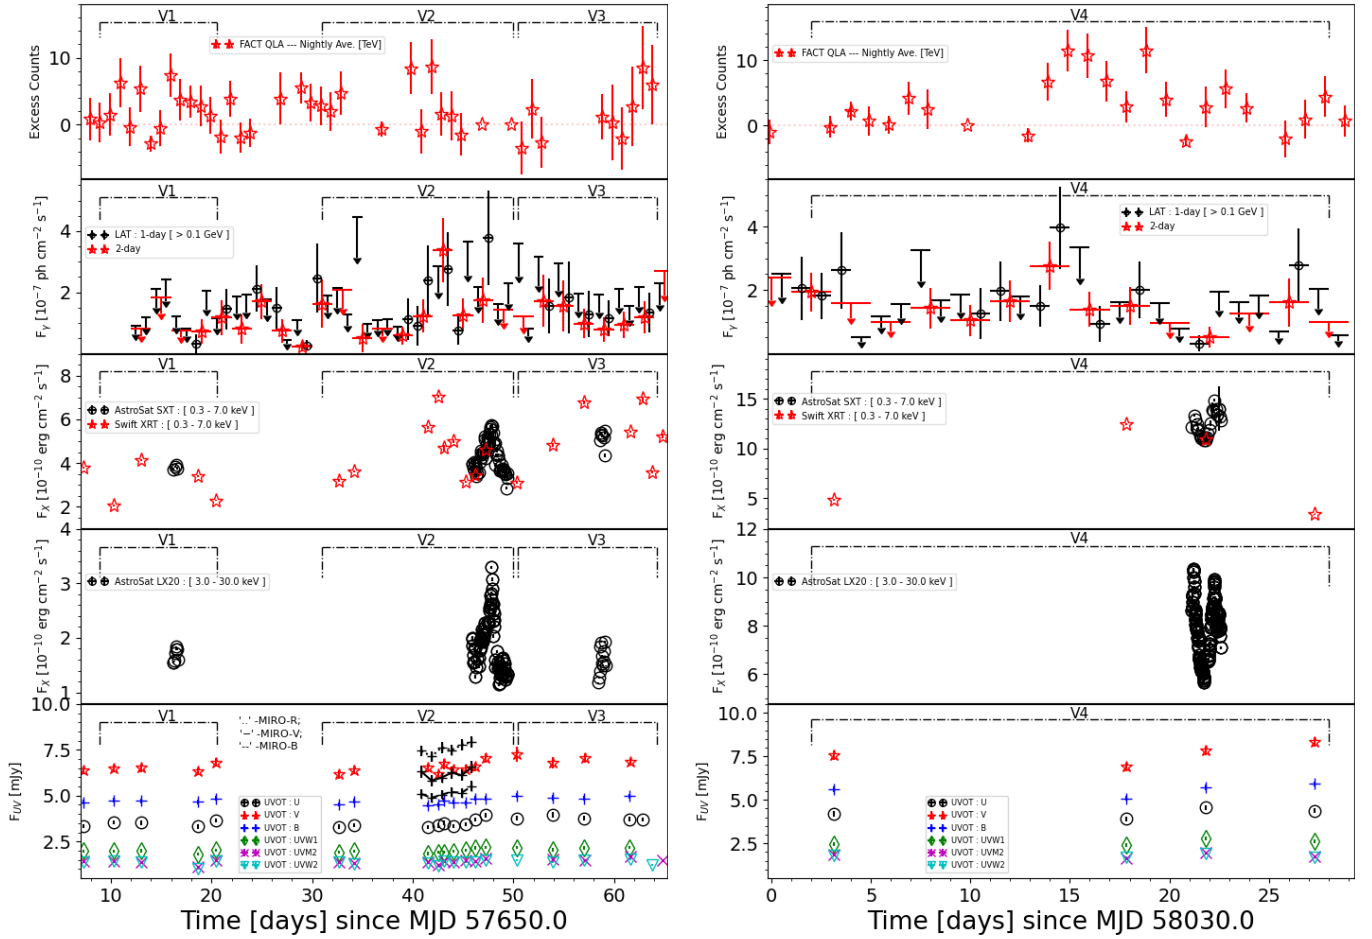 V1 V2 V3
FACT QLA --- Nightly Ave. [TeV]
Excess Counts
10
0
V1 V2 V3
LAT : 1-day [ > 0.1 GeV ]
2-day
Fγ [10⁻⁷ ph cm⁻² s⁻¹]
4
2
V1 V2 V3
AstroSat SXT : [ 0.3 - 7.0 keV ]
Swift XRT : [ 0.3 - 7.0 keV ]
Fχ [10⁻¹⁰ erg cm⁻² s⁻¹]
8
6
4
2
V1 V2 V3
AstroSat LX20 : [ 3.0 - 30.0 keV ]
Fχ [10⁻¹⁰ erg cm⁻² s⁻¹]
4
3
2
1
V1 V2 V3
'..' -MIRO-R;
'−' -MIRO-V;
'--' -MIRO-B
UVOT : U
UVOT : V
UVOT : B
UVOT : UVW1
UVOT : UVM2
UVOT : UVW2
F_UV [mJy]
10.0
7.5
5.0
2.5
10 20 30 40 50 60
Time [days] since MJD 57650.0
V4
FACT QLA --- Nightly Ave. [TeV]
Excess Counts
10
0
V4
LAT : 1-day [ > 0.1 GeV ]
2-day
Fγ [10⁻⁷ ph cm⁻² s⁻¹]
4
2
0
V4
AstroSat SXT : [ 0.3 - 7.0 keV ]
Swift XRT : [ 0.3 - 7.0 keV ]
Fχ [10⁻¹⁰ erg cm⁻² s⁻¹]
15
10
5
V4
AstroSat LX20 : [ 3.0 - 30.0 keV ]
Fχ [10⁻¹⁰ erg cm⁻² s⁻¹]
12
10
8
6
V4
UVOT : U
UVOT : V
UVOT : B
UVOT : UVW1
UVOT : UVM2
UVOT : UVW2
F_UV [mJy]
10.0
7.5
5.0
2.5
0 5 10 15 20 25
Time [days] since MJD 58030.0